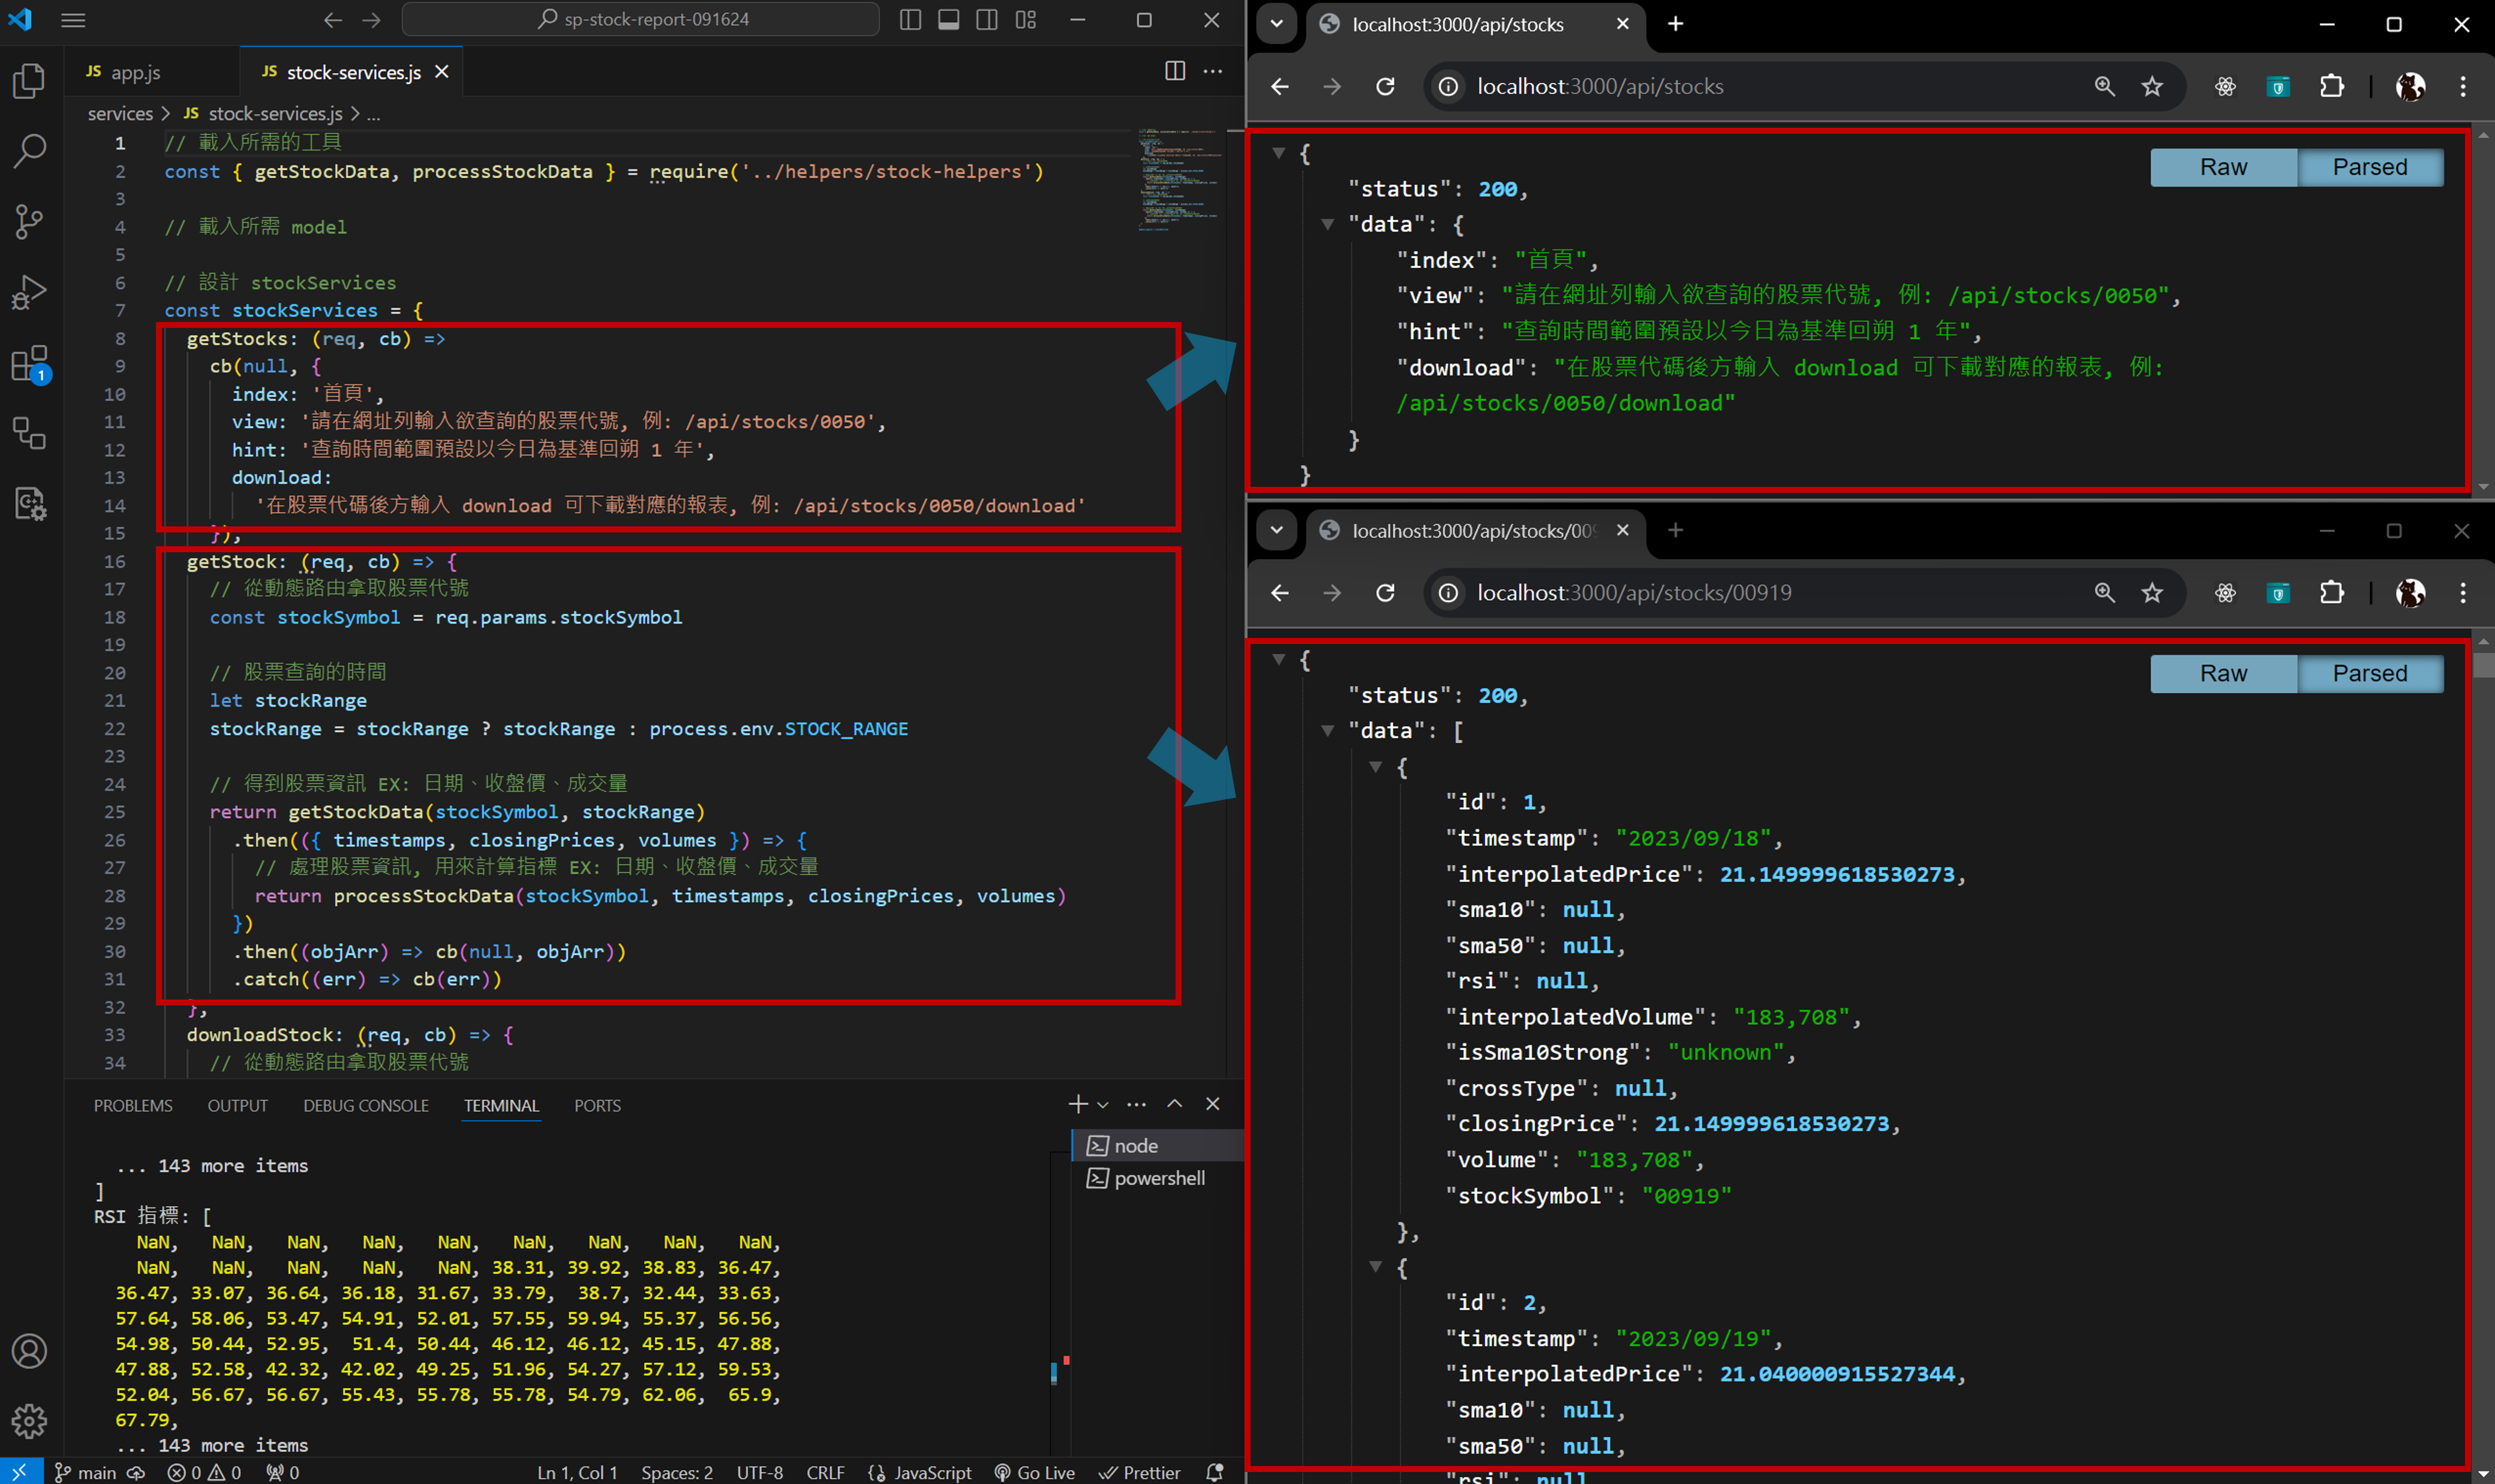 sp-stock-report-091624
JS app.js
JS stock-services.js
services > JS stock-services.js > ...
1 // 載入所需的工具
2 const { getStockData, processStockData } = require('../helpers/stock-helpers')
3
4 // 載入所需 model
5
6 // 設計 stockServices
7 const stockServices = {
8 getStocks: (req, cb) =>
9 cb(null, {
10 index: '首頁',
11 view: '請在網址列輸入欲查詢的股票代號, 例: /api/stocks/0050',
12 hint: '查詢時間範圍預設以今日為基準回朔 1 年',
13 download:
14 '在股票代碼後方輸入 download 可下載對應的報表, 例: /api/stocks/0050/download'
15 }),
16 getStock: (req, cb) => {
17 // 從動態路由拿取股票代號
18 const stockSymbol = req.params.stockSymbol
19
20 // 股票查詢的時間
21 let stockRange
22 stockRange = stockRange ? stockRange : process.env.STOCK_RANGE
23
24 // 得到股票資訊 EX: 日期、收盤價、成交量
25 return getStockData(stockSymbol, stockRange)
26 .then(({ timestamps, closingPrices, volumes }) => {
27 // 處理股票資訊, 用來計算指標 EX: 日期、收盤價、成交量
28 return processStockData(stockSymbol, timestamps, closingPrices, volumes)
29 })
30 .then((objArr) => cb(null, objArr))
31 .catch((err) => cb(err))
32 },
33 downloadStock: (req, cb) => {
34 // 從動態路由拿取股票代號
1
PROBLEMS OUTPUT DEBUG CONSOLE TERMINAL PORTS
node
powershell
... 143 more items
]
RSI 指標: [
NaN, NaN, NaN, NaN, NaN, NaN, NaN, NaN, NaN,
NaN, NaN, NaN, NaN, NaN, 38.31, 39.92, 38.83, 36.47,
36.47, 33.07, 36.64, 36.18, 31.67, 33.79, 38.7, 32.44, 33.63,
57.64, 58.06, 53.47, 54.91, 52.01, 57.55, 59.94, 55.37, 56.56,
54.98, 50.44, 52.95, 51.4, 50.44, 46.12, 46.12, 45.15, 47.88,
47.88, 52.58, 42.32, 42.02, 49.25, 51.96, 54.27, 57.12, 59.53,
52.04, 56.67, 56.67, 55.43, 55.78, 55.78, 54.79, 62.06, 65.9,
67.79,
... 143 more items
main 0 0 0 Ln 1, Col 1 Spaces: 2 UTF-8 CRLF JavaScript Go Live Prettier
localhost:3000/api/stocks
localhost:3000/api/stocks
Raw Parsed
{
"status": 200,
"data": {
"index": "首頁",
"view": "請在網址列輸入欲查詢的股票代號, 例: /api/stocks/0050",
"hint": "查詢時間範圍預設以今日為基準回朔 1 年",
"download": "在股票代碼後方輸入 download 可下載對應的報表, 例:
/api/stocks/0050/download"
}
}
localhost:3000/api/stocks/009
localhost:3000/api/stocks/00919
Raw Parsed
{
"status": 200,
"data": [
{
"id": 1,
"timestamp": "2023/09/18",
"interpolatedPrice": 21.149999618530273,
"sma10": null,
"sma50": null,
"rsi": null,
"interpolatedVolume": "183,708",
"isSma10Strong": "unknown",
"crossType": null,
"closingPrice": 21.149999618530273,
"volume": "183,708",
"stockSymbol": "00919"
},
{
"id": 2,
"timestamp": "2023/09/19",
"interpolatedPrice": 21.040000915527344,
"sma10": null,
"sma50": null,
"rsi": null